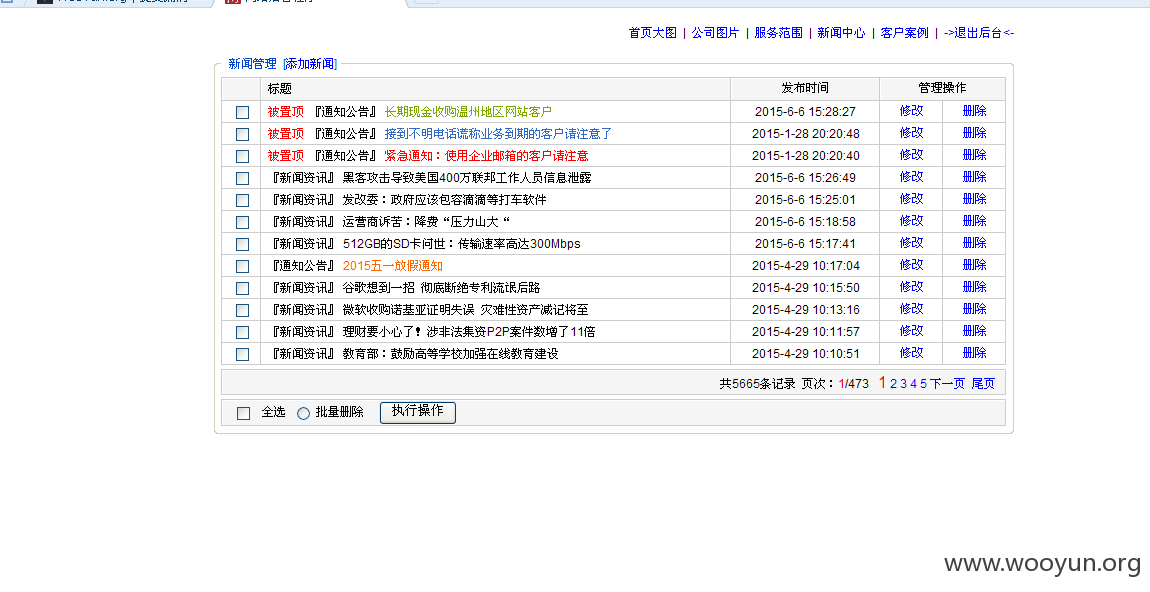 首页大图 | 公司图片 | 服务范围 | 新闻中心 | 客户案例 | ->退出后台<-
新闻管理 [添加新闻]
标题 发布时间 管理操作
被置顶 『通知公告』 长期现金收购温州地区网站客户 2015-6-6 15:28:27 修改 删除
被置顶 『通知公告』 接到不明电话谎称业务到期的客户请注意了 2015-1-28 20:20:48 修改 删除
被置顶 『通知公告』 紧急通知：使用企业邮箱的客户请注意 2015-1-28 20:20:40 修改 删除
『新闻资讯』 黑客攻击导致美国400万联邦工作人员信息泄露 2015-6-6 15:26:49 修改 删除
『新闻资讯』 发改委：政府应该包容滴滴等打车软件 2015-6-6 15:25:01 修改 删除
『新闻资讯』 运营商诉苦：降费“压力山大“ 2015-6-6 15:18:58 修改 删除
『新闻资讯』 512GB的SD卡问世：传输速率高达300Mbps 2015-6-6 15:17:41 修改 删除
『通知公告』 2015五一放假通知 2015-4-29 10:17:04 修改 删除
『新闻资讯』 谷歌想到一招 彻底断绝专利流氓后路 2015-4-29 10:15:50 修改 删除
『新闻资讯』 微软收购诺基亚证明失误 灾难性资产减记将至 2015-4-29 10:13:16 修改 删除
『新闻资讯』 理财要小心了！涉非法集资P2P案件数增了11倍 2015-4-29 10:11:57 修改 删除
『新闻资讯』 教育部：鼓励高等学校加强在线教育建设 2015-4-29 10:10:51 修改 删除
共5665条记录 页次：1/473 1 2 3 4 5 下一页 尾页
全选 批量删除 执行操作
www.wooyun.org